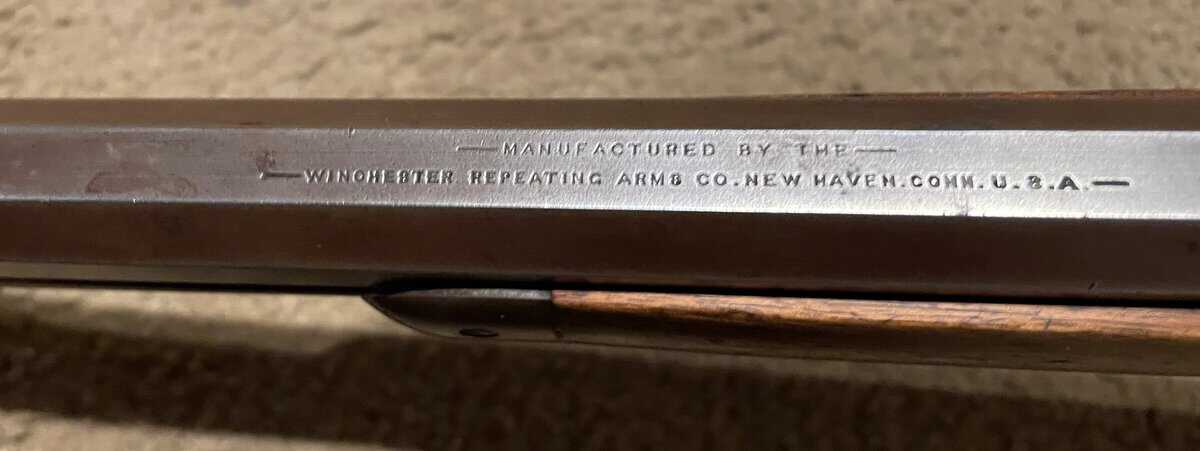 — MANUFACTURED BY THE —
— WINCHESTER REPEATING ARMS CO. NEW HAVEN. CONN. U.S.A. —